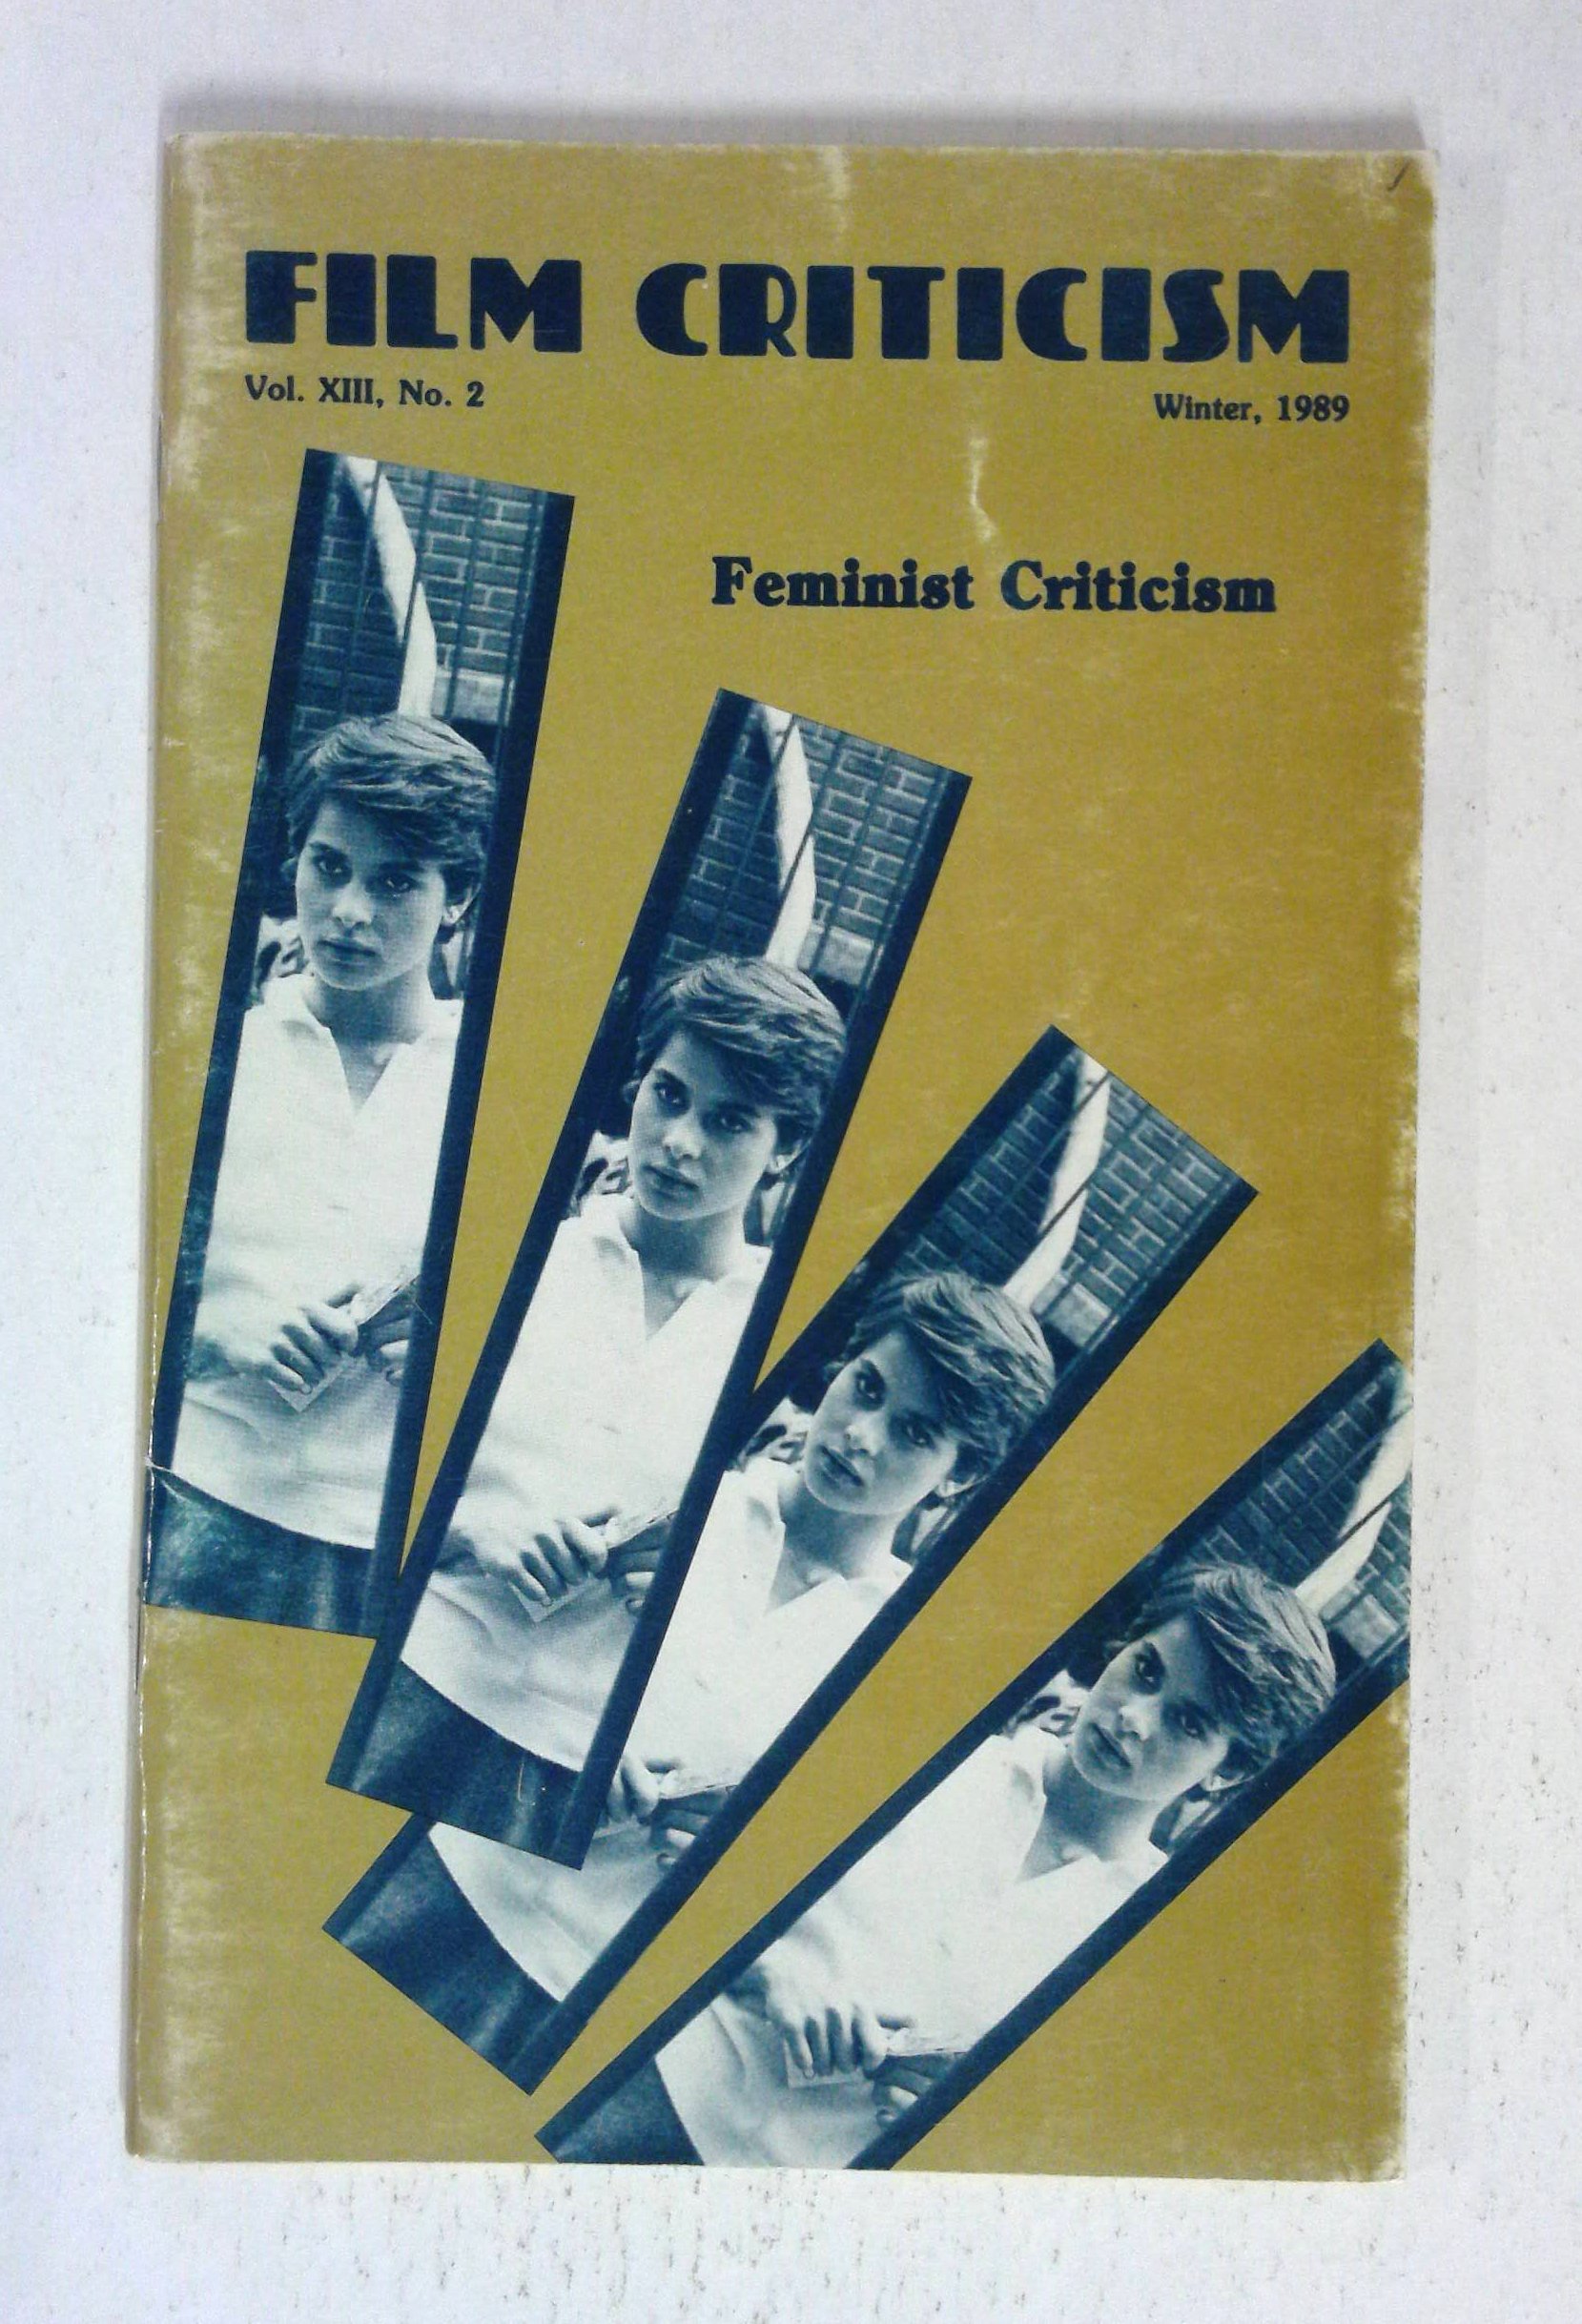 FILM CRITICISM
Vol. XIII, No. 2
Winter, 1989
Feminist Criticism